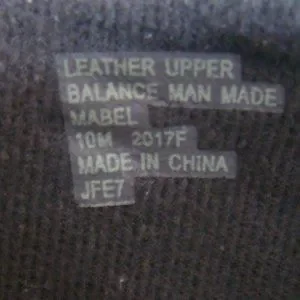 LEATHER UPPER
BALANCE MAN MADE
MABEL
10M 2017F
MADE IN CHINA
JFE7